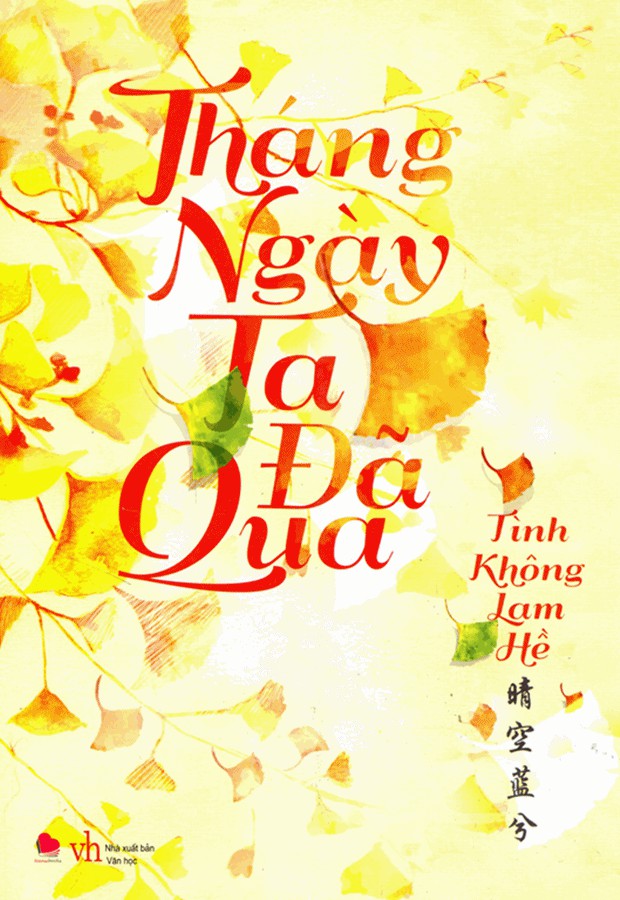 Tháng
Ngày
Ta
Đã
Qua
Tình
Không
Lam
Hề
晴
空
蓝
兮
vh
Nhà xuất bản
Văn học